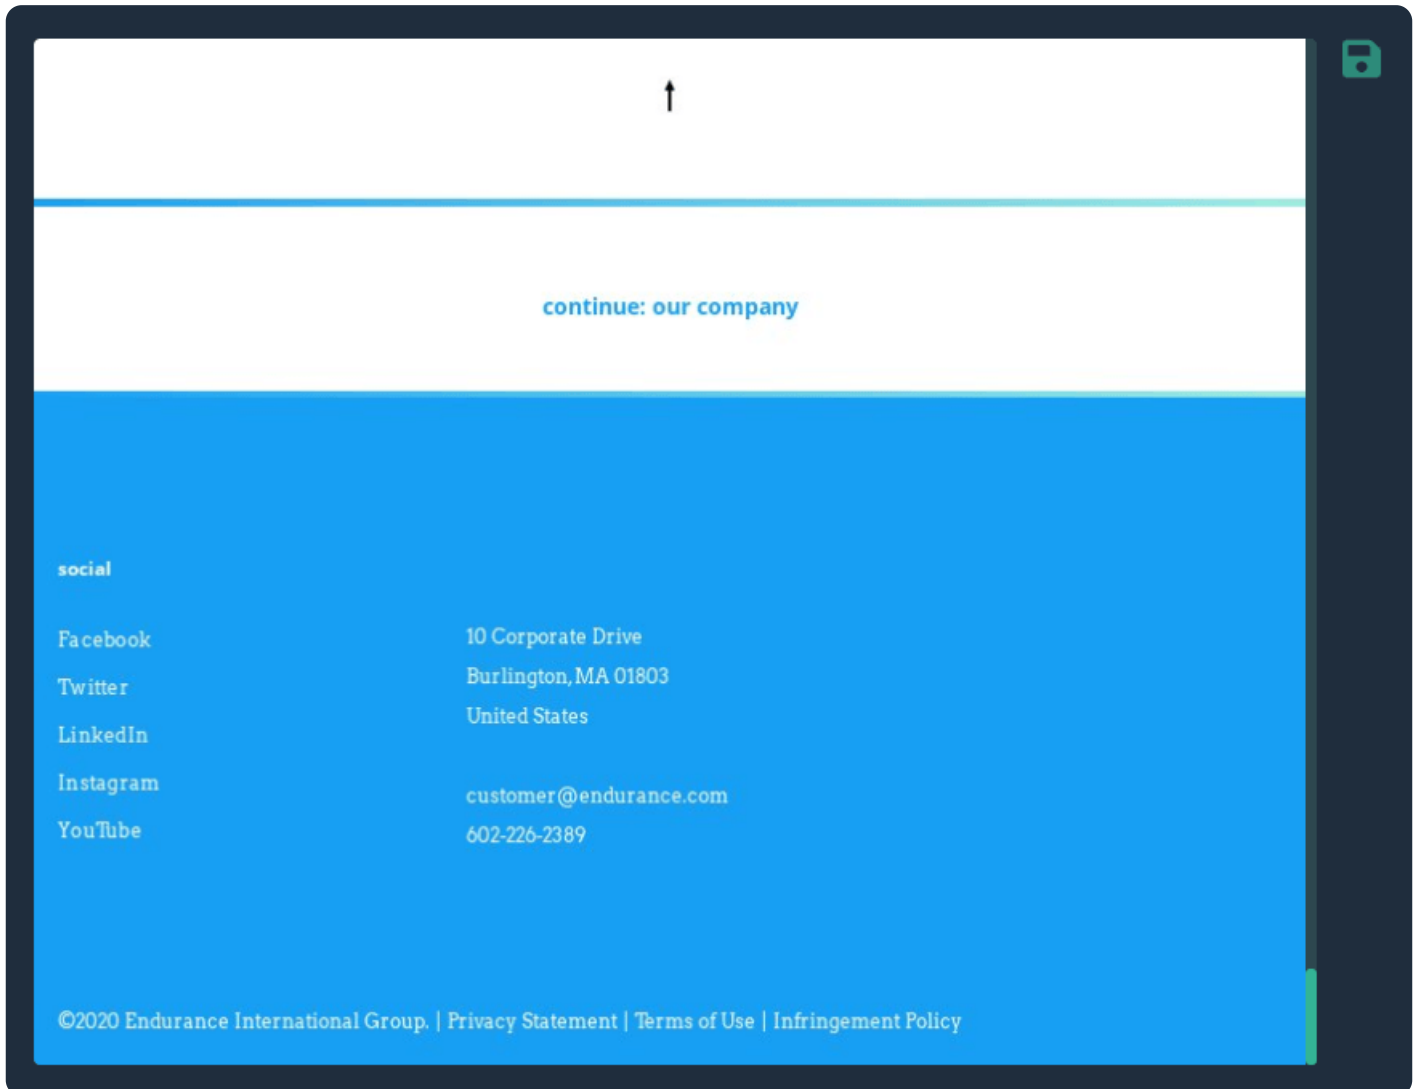 continue: our company
social
Facebook
Twitter
LinkedIn
Instagram
YouTube
10 Corporate Drive
Burlington, MA 01803
United States
customer@endurance.com
602-226-2389
©2020 Endurance International Group. | Privacy Statement | Terms of Use | Infringement Policy